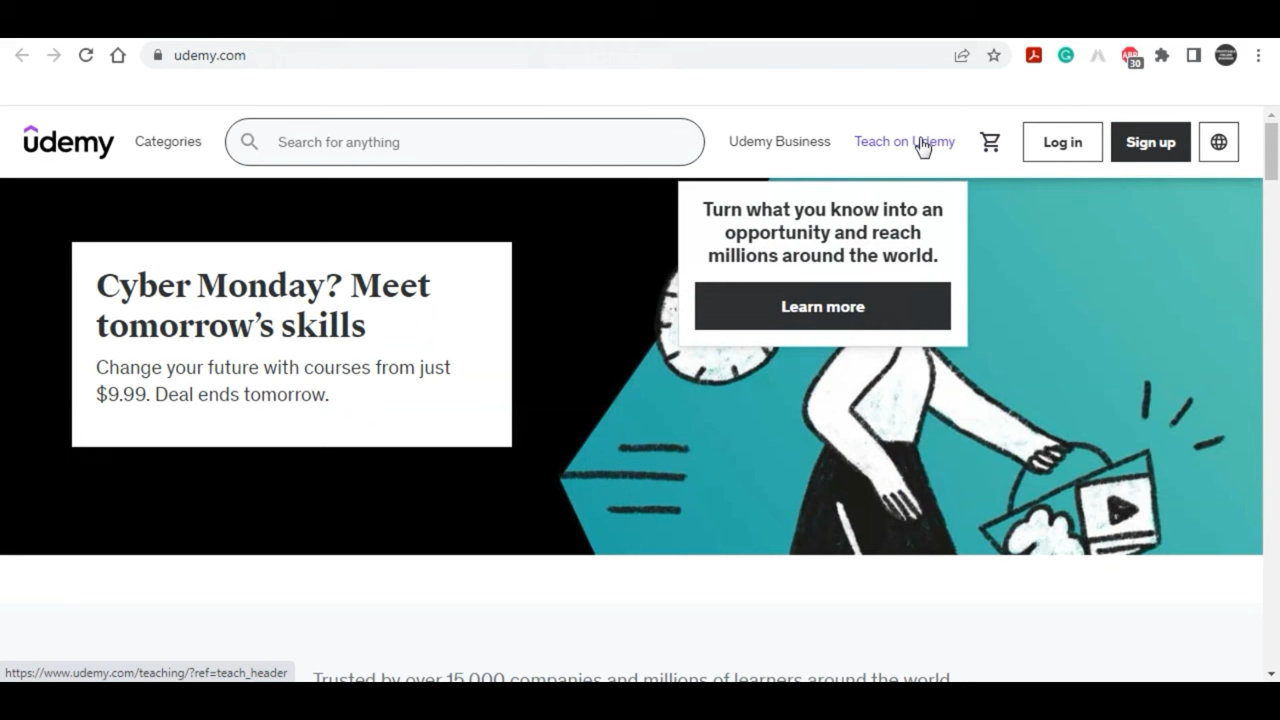 udemy.com
30
ûdemy
Categories
Search for anything
Udemy Business
Teach on Udemy
Log in
Sign up
Turn what you know into an
opportunity and reach
millions around the world.
Learn more
Cyber Monday? Meet
tomorrow's skills
Change your future with courses from just
$9.99. Deal ends tomorrow.
https://www.udemy.com/teaching/?ref=teach_header
Trusted by over 15,000 companies and millions of learners around the world